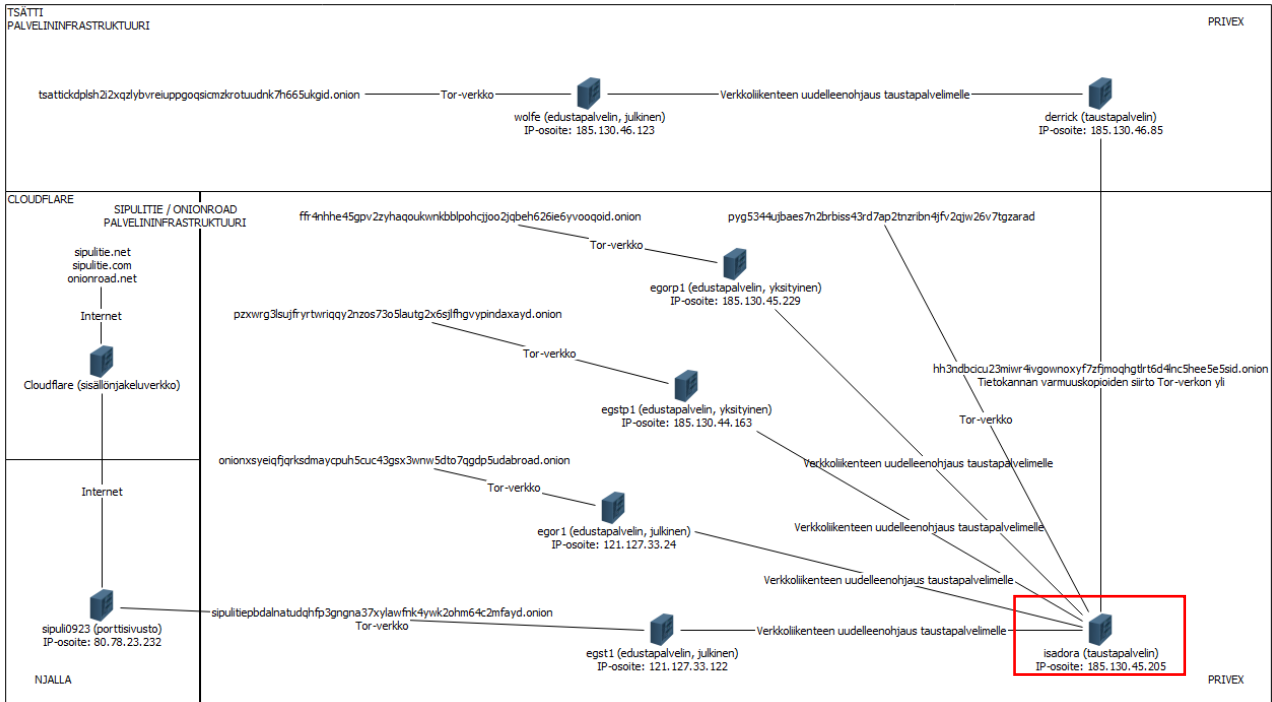 TSÄTTI
PALVELININFRASTRUKTUURI
PRIVEX
tsattickdplsh2i2xqzlybvreiuppgoqsicmzkrotuudnk7h665ukgid.onion
Tor-verkko
Verkkoliikenteen uudelleenohjaus taustapalvelimelle
wolfe (edustapalvelin, julkinen)
IP-osoite: 185.130.46.123
derrick (taustapalvelin)
IP-osoite: 185.130.46.85
CLOUDFLARE
SIPULITIE / ONIONROAD
PALVELININFRASTRUKTUURI
ffr4nhhe45gpv2zyhaqoukwnkbblpohcjjoo2jqbeh626ie6yvooqoid.onion
pyg5344ujbaes7n2brbiss43rd7ap2tnzribn4jfv2qjw26v7tgzarad
Tor-verkko
sipulitie.net
sipulitie.com
onionroad.net
egorp1 (edustapalvelin, yksityinen)
IP-osoite: 185.130.45.229
Internet
pzxwrg3lsujfryrtwriqqy2nzos73o5lautg2x6sjlfhgvypindaxayd.onion
Tor-verkko
Cloudflare (sisällönjakeluverkko)
hh3ndbcicu23miwr4ivgownoxyf7zfjmoqhgtlrt6d4lnc5hee5e5sid.onion
Tietokannan varmuuskopioiden siirto Tor-verkon yli
egstp1 (edustapalvelin, yksityinen)
IP-osoite: 185.130.44.163
Tor-verkko
onionxsyeiqfjqrksdmaycpuh5cuc43gsx3wnw5dto7qgdp5udabroad.onion
Verkkoliikenteen uudelleenohjaus taustapalvelimelle
Internet
Tor-verkko
egor1 (edustapalvelin, julkinen)
IP-osoite: 121.127.33.24
Verkkoliikenteen uudelleenohjaus taustapalvelimelle
Verkkoliikenteen uudelleenohjaus taustapalvelimelle
sipulitiepbdalnatudqhfp3gngna37xylawfnk4ywk2ohm64c2mfayd.onion
Tor-verkko
sipuli0923 (porttisivusto)
IP-osoite: 80.78.23.232
Verkkoliikenteen uudelleenohjaus taustapalvelimelle
egst1 (edustapalvelin, julkinen)
IP-osoite: 121.127.33.122
isadora (taustapalvelin)
IP-osoite: 185.130.45.205
NJALLA
PRIVEX